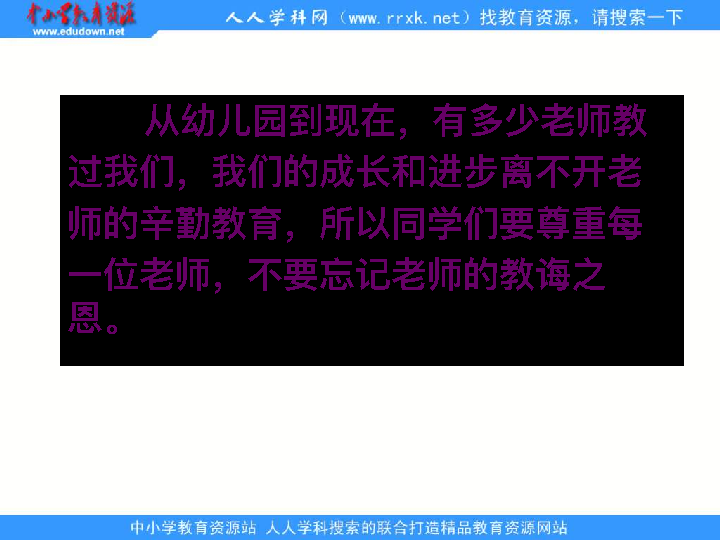 中小学教育资源站
www.edudown.net
人人学科网（www.rrxk.net）找教育资源，请搜索一下
从幼儿园到现在，有多少老师教
过我们，我们的成长和进步离不开老
师的辛勤教育，所以同学们要尊重每
一位老师，不要忘记老师的教诲之
恩。
中小学教育资源站 人人学科搜索的联合打造精品教育资源网站